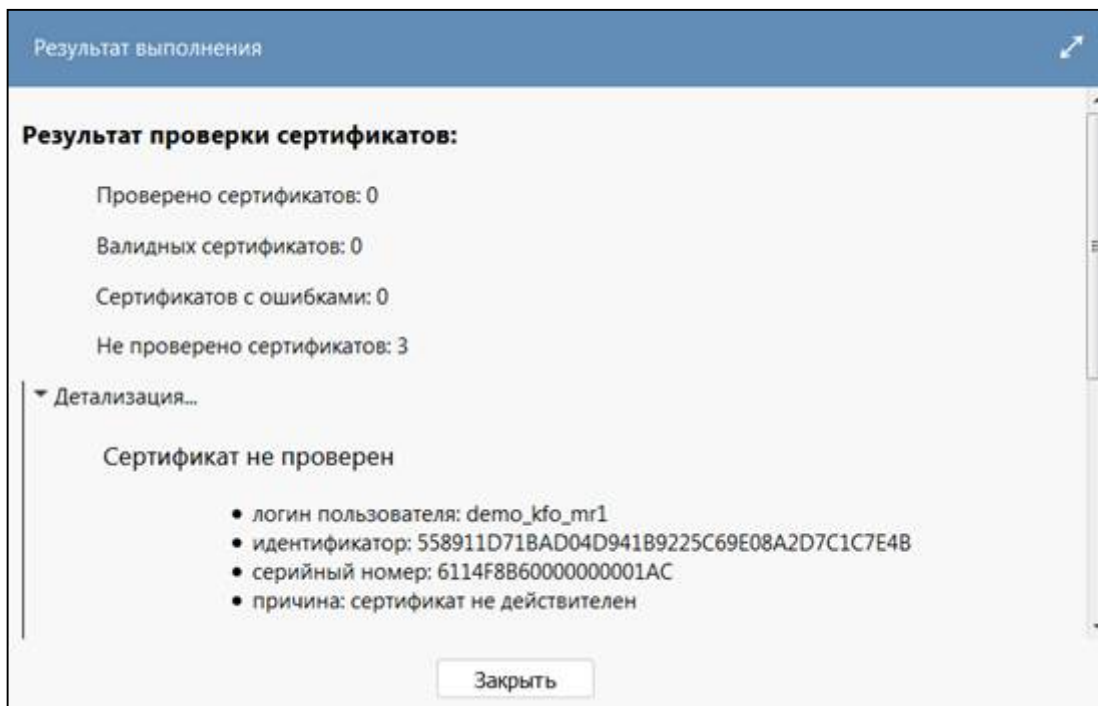 Результат выполнения
Результат проверки сертификатов:
Проверено сертификатов: 0
Валидных сертификатов: 0
Сертификатов с ошибками: 0
Не проверено сертификатов: 3
Детализация...
Сертификат не проверен
• логин пользователя: demo_kfo_mr1
• идентификатор: 558911D71BAD04D941B9225C69E08A2D7C1C7E4B
• серийный номер: 6114F8B60000000001AC
• причина: сертификат не действителен
Закрыть